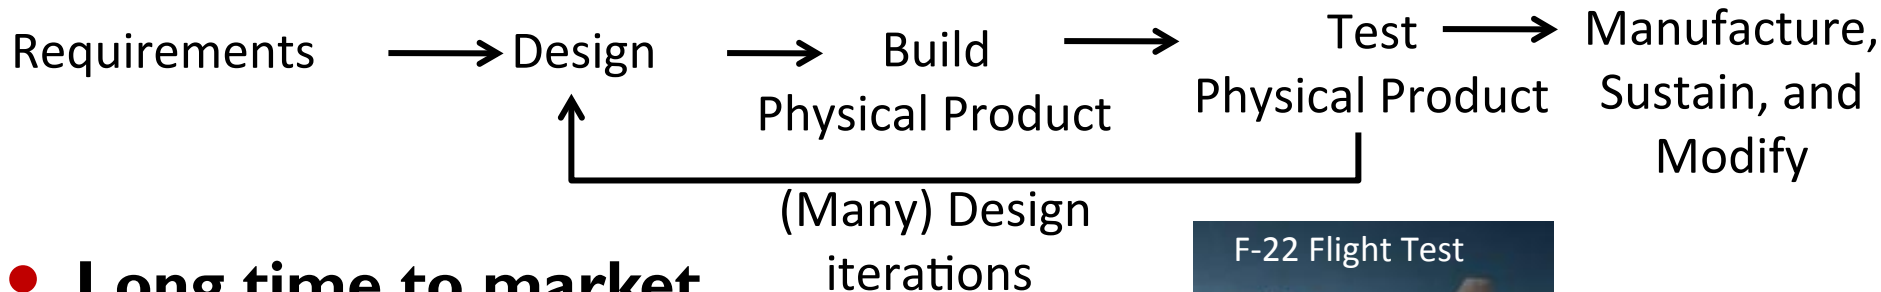 Requirements
Design
Build
Physical Product
Test
Physical Product
Manufacture,
Sustain, and
Modify
(Many) Design
iterations
F-22 Flight Test
• Long time to market